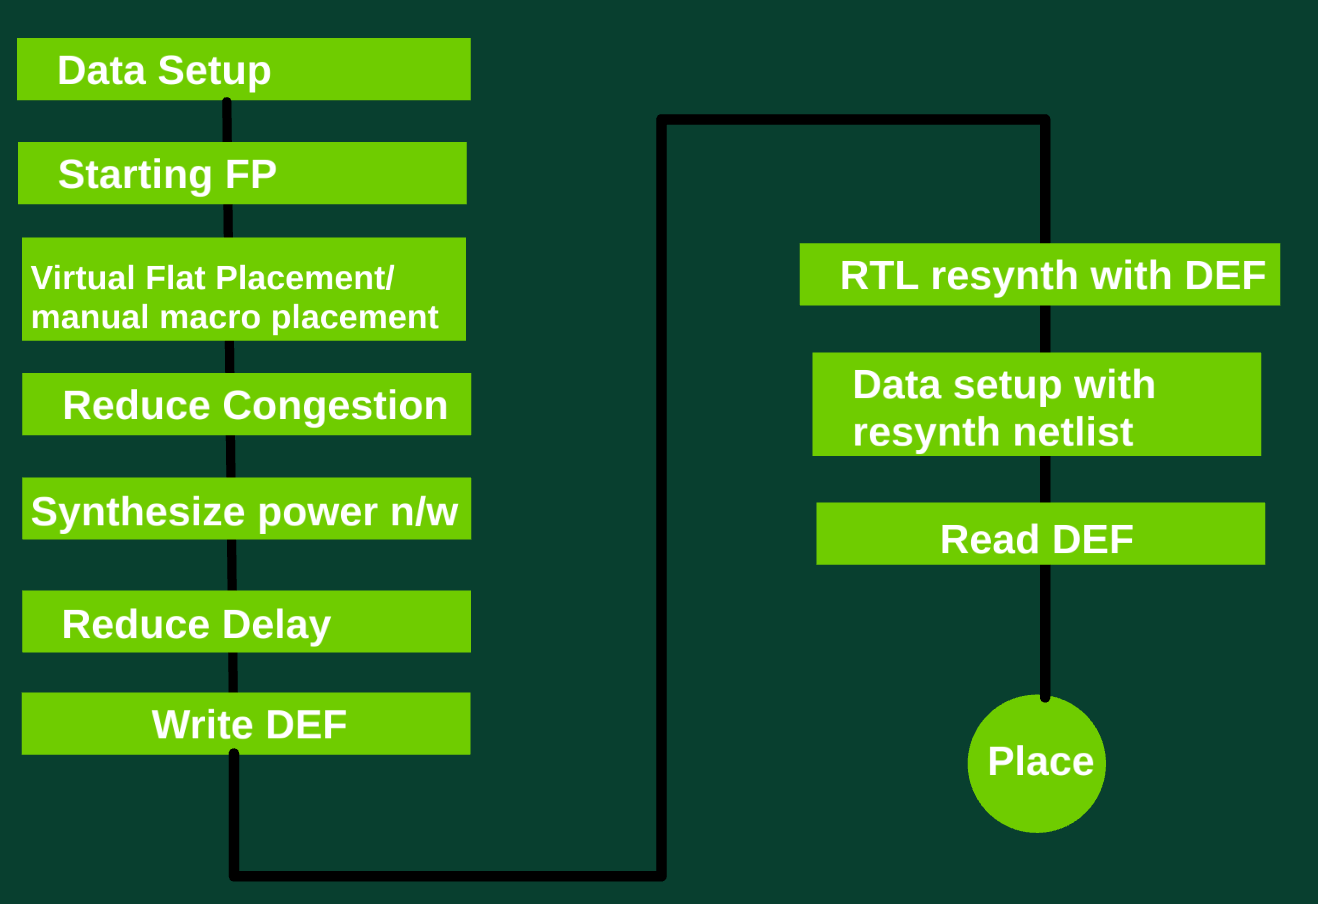 Data Setup
Starting FP
Virtual Flat Placement/
manual macro placement
Reduce Congestion
Synthesize power n/w
Reduce Delay
Write DEF
RTL resynth with DEF
Data setup with
resynth netlist
Read DEF
Place